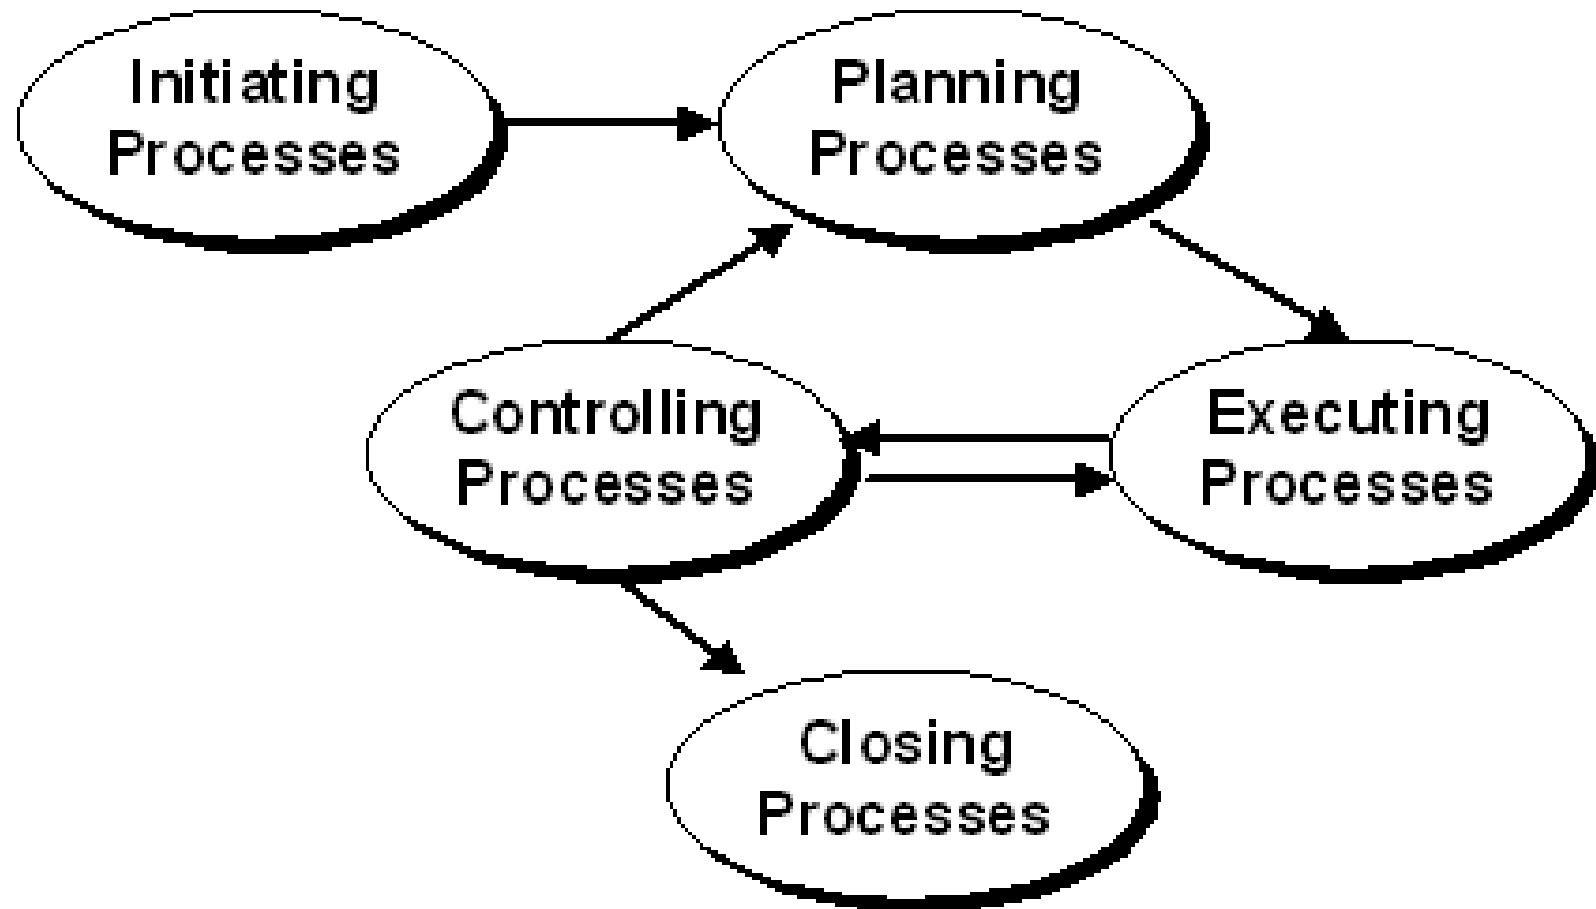 Initiating
Processes
Planning
Processes
Controlling
Processes
Executing
Processes
Closing
Processes